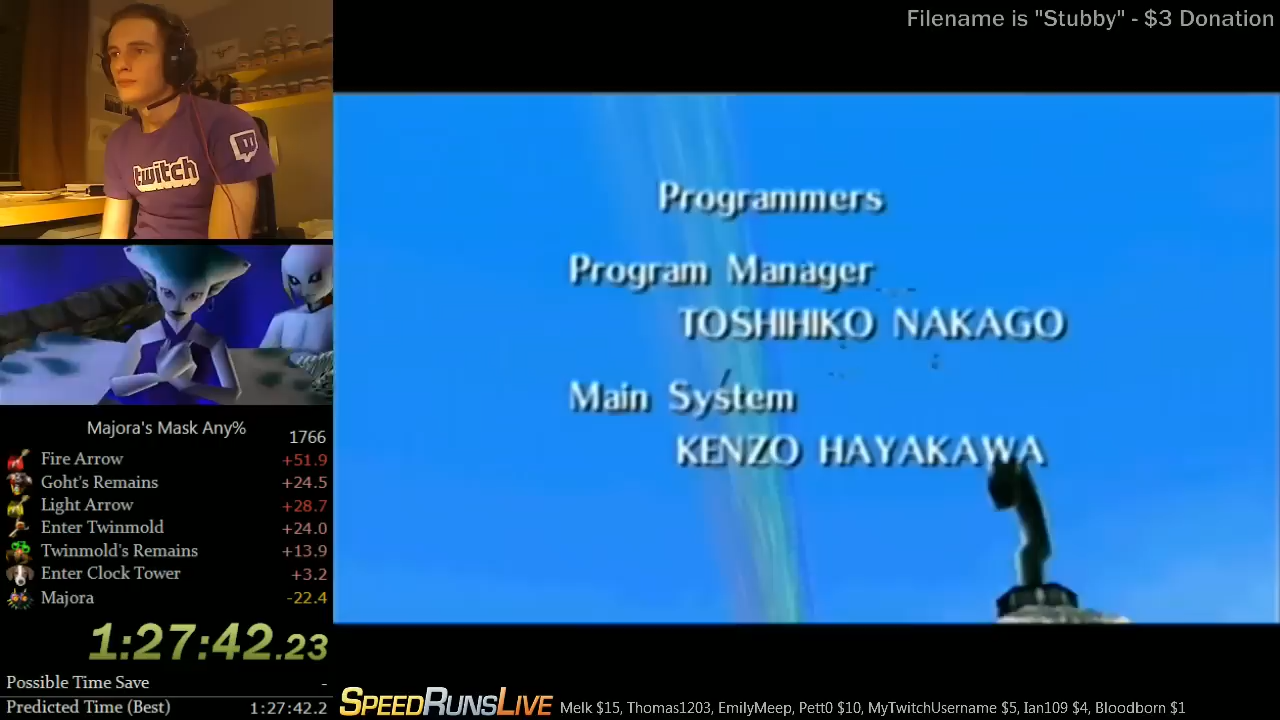 Filename is "Stubby" - $3 Donation
twitch
Programmers
Program Manager
TOSHIHIKO NAKAGO
Main System
KENZO HAYAKAWA
Majora's Mask Any%
1766
Fire Arrow +51.9
Goht's Remains +24.5
Light Arrow +28.7
Enter Twinmold +24.0
Twinmold's Remains +13.9
Enter Clock Tower +3.2
Majora -22.4
1:27:42.23
Possible Time Save -
Predicted Time (Best) 1:27:42.2
SPEEDRUNSLIVE Melk $15, Thomas1203, EmilyMeep, Pett0 $10, MyTwitchUsername $5, Ian109 $4, Bloodborn $1